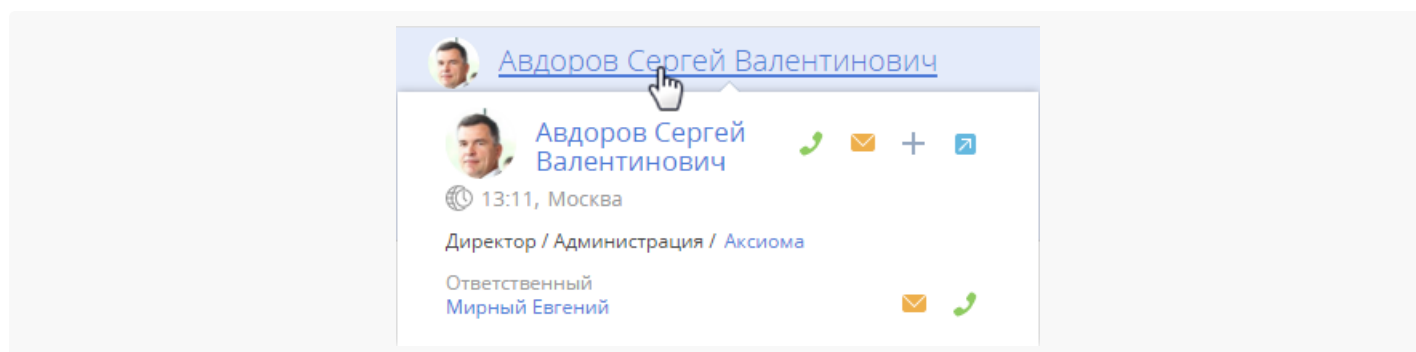 Авдоров Сергей Валентинович
Авдоров Сергей
Валентинович
13:11, Москва
Директор / Администрация / Аксиома
Ответственный
Мирный Евгений